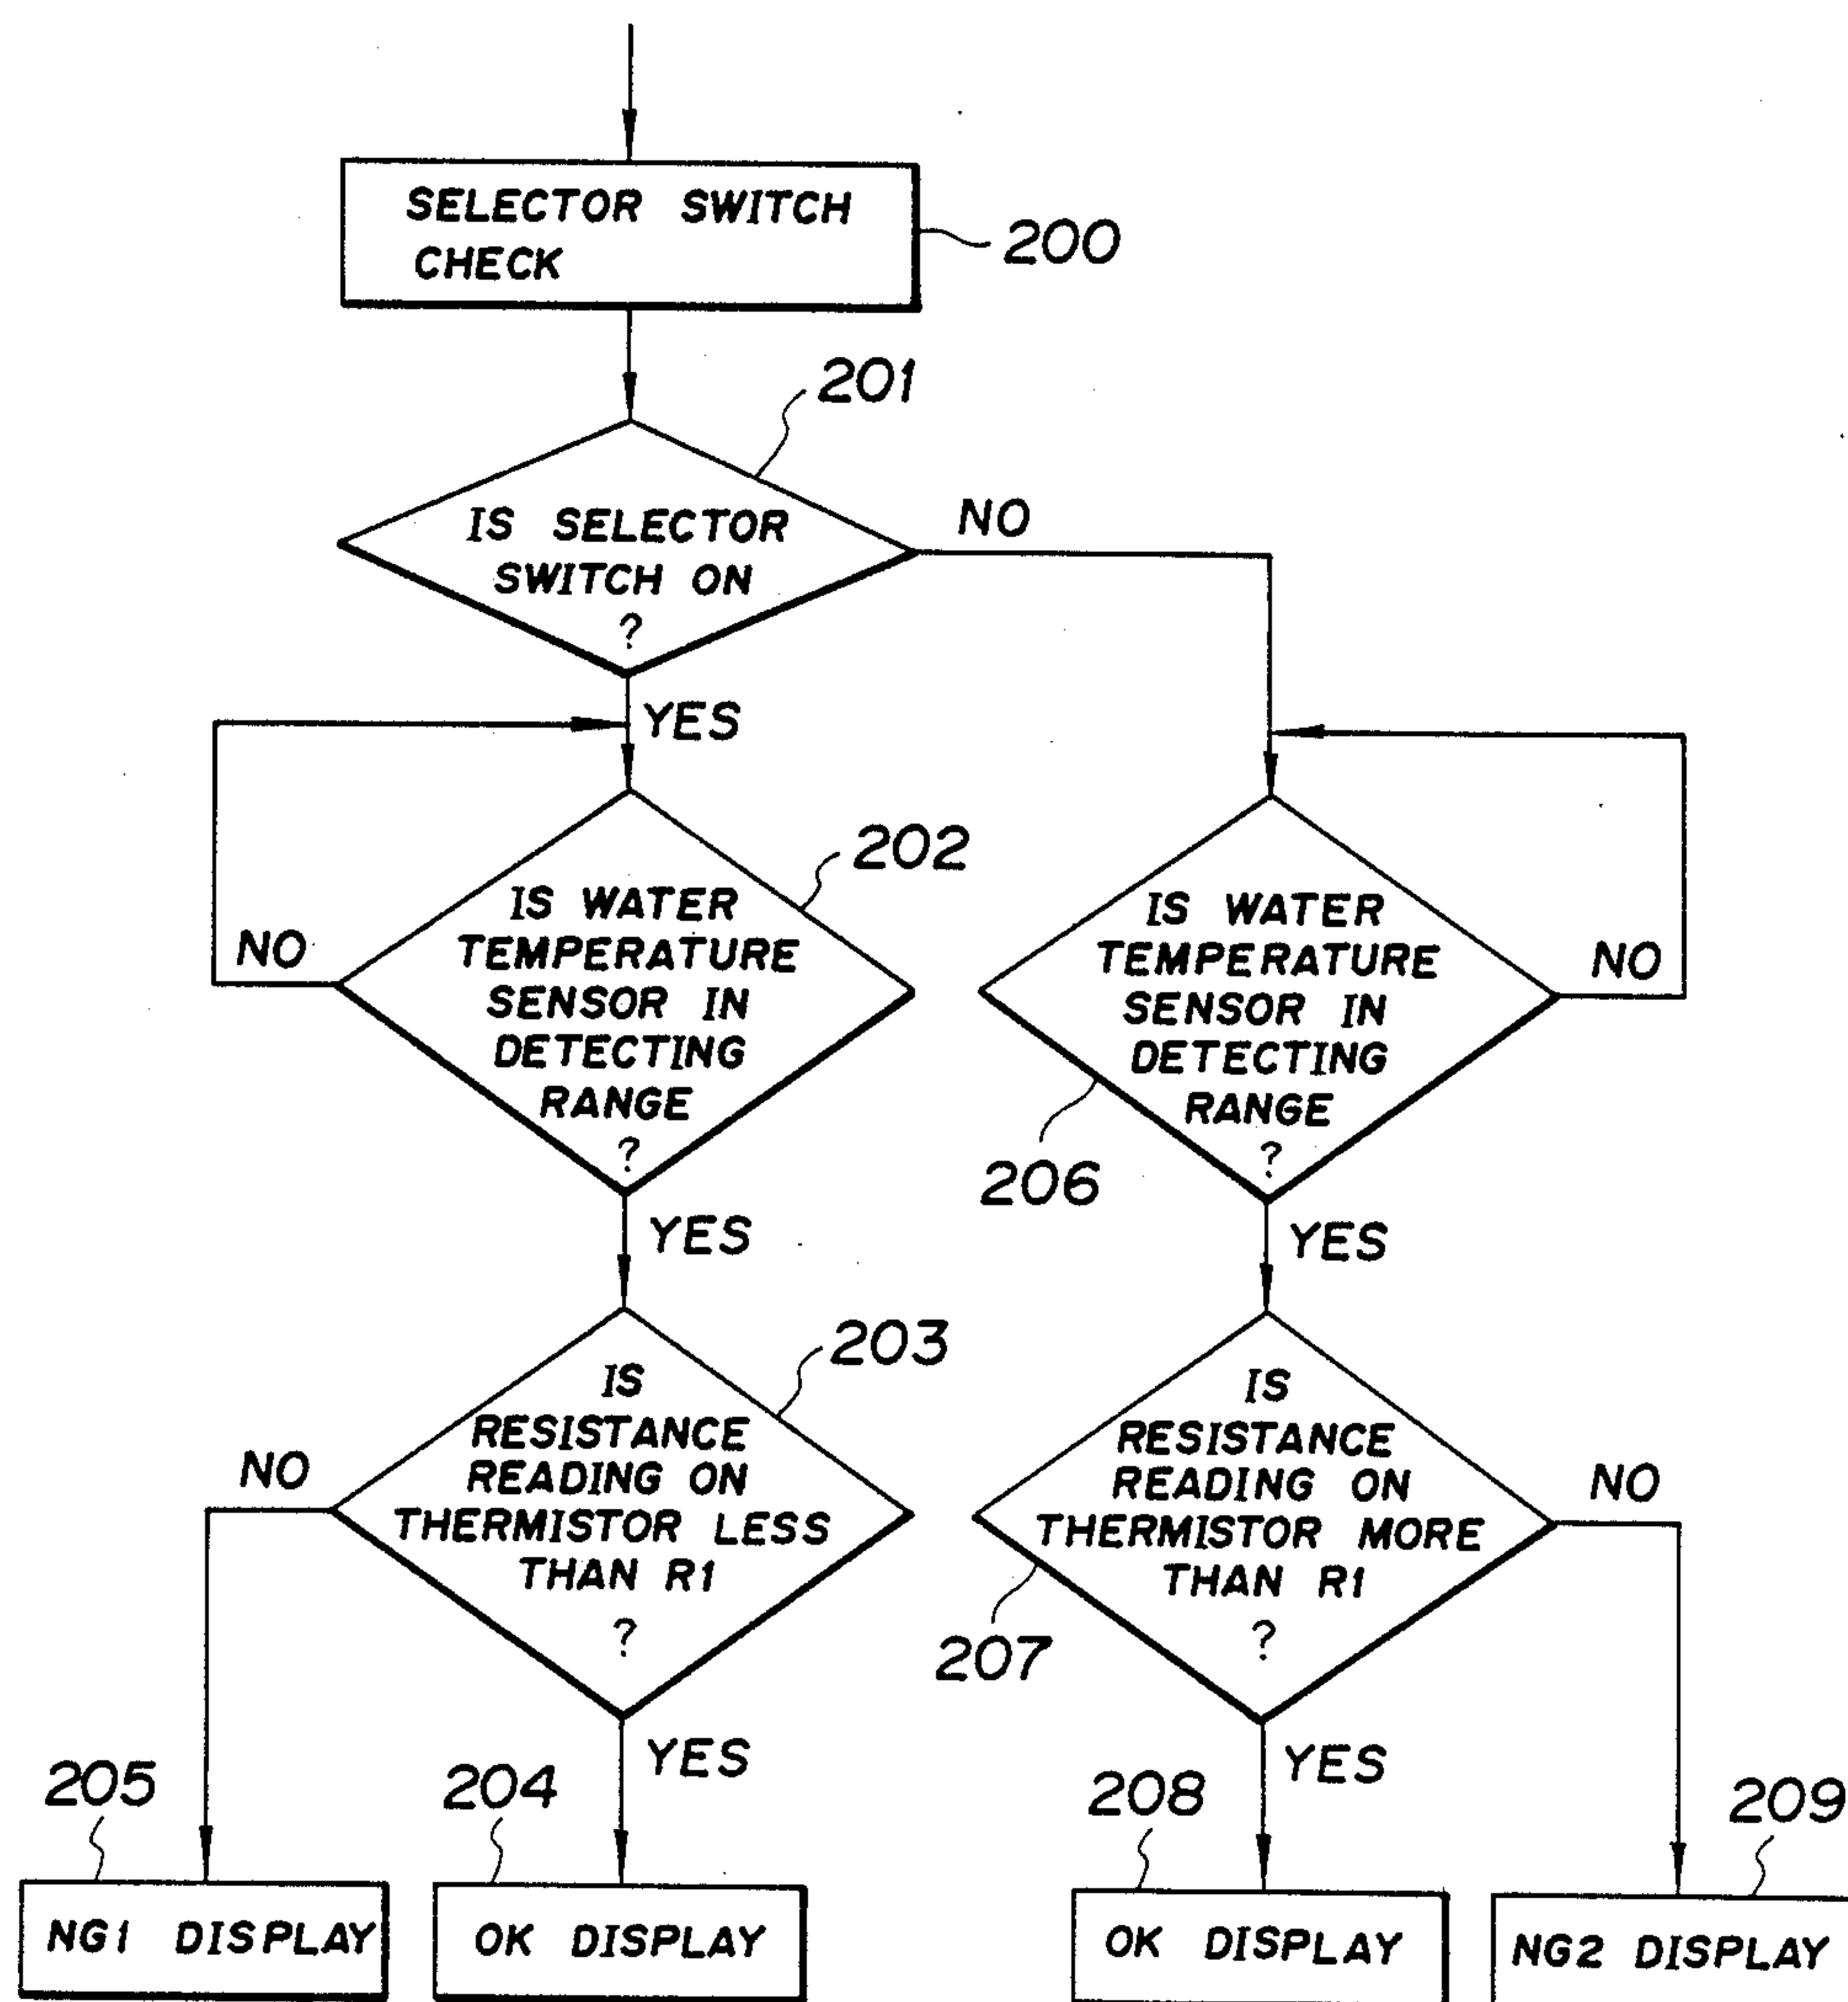 SELECTOR SWITCH
CHECK
200
201
IS SELECTOR
SWITCH ON
?
NO
YES
202
IS WATER
TEMPERATURE
SENSOR IN
DETECTING
RANGE
?
NO
YES
IS WATER
TEMPERATURE
SENSOR IN
DETECTING
RANGE
?
NO
206
YES
203
IS
RESISTANCE
READING ON
THERMISTOR LESS
THAN R1
?
NO
YES
IS
RESISTANCE
READING ON
THERMISTOR MORE
THAN R1
?
NO
207
YES
205
NG1 DISPLAY
204
OK DISPLAY
208
OK DISPLAY
209
NG2 DISPLAY